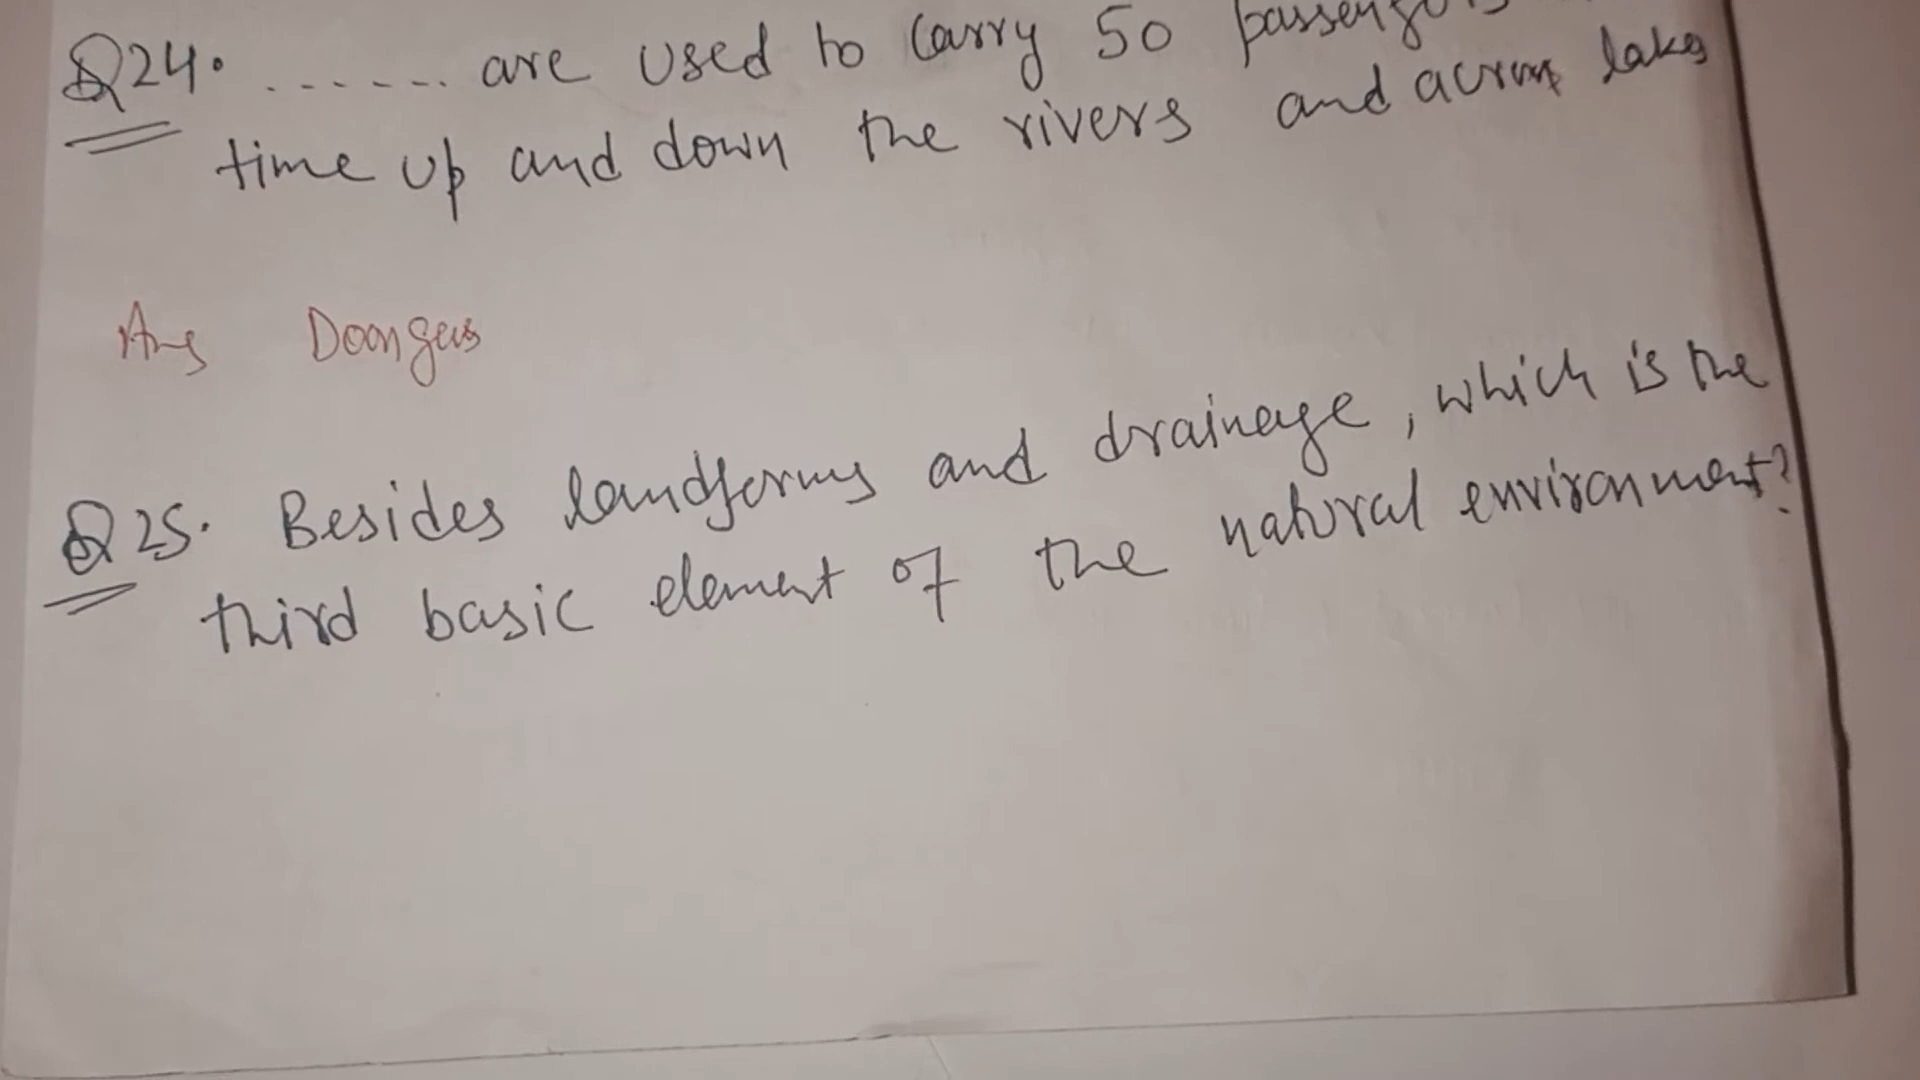 Q24. ....... are used to carry 50 passengers
time up and down the rivers and across lakes
Ans Doongas
Q25. Besides landforms and drainage, which is the
third basic element of the natural environment?